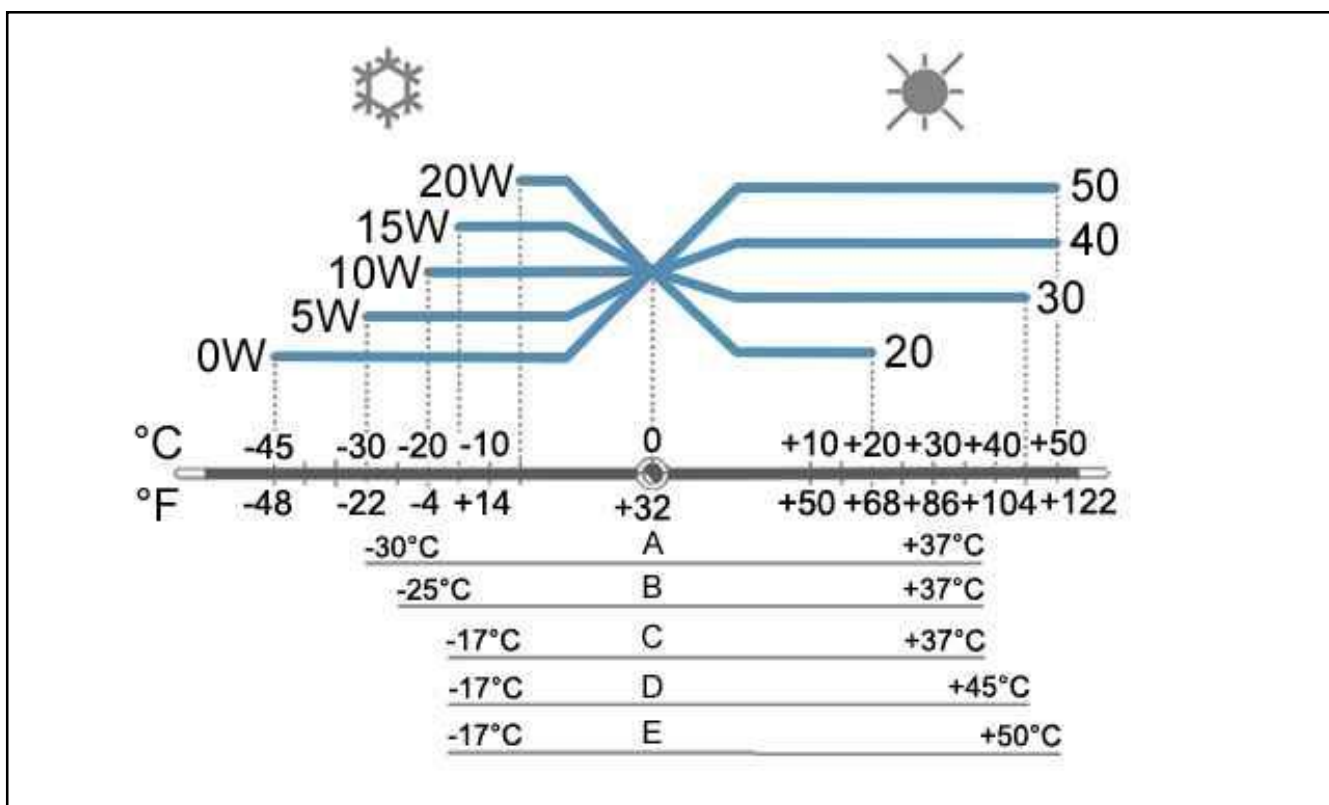 20W 50
15W 40
10W
5W 30
0W 20
°C -45 -30 -20 -10 0 +10 +20 +30 +40 +50
°F -48 -22 -4 +14 +32 +50 +68 +86 +104 +122
-30°C A +37°C
-25°C B +37°C
-17°C C +37°C
-17°C D +45°C
-17°C E +50°C